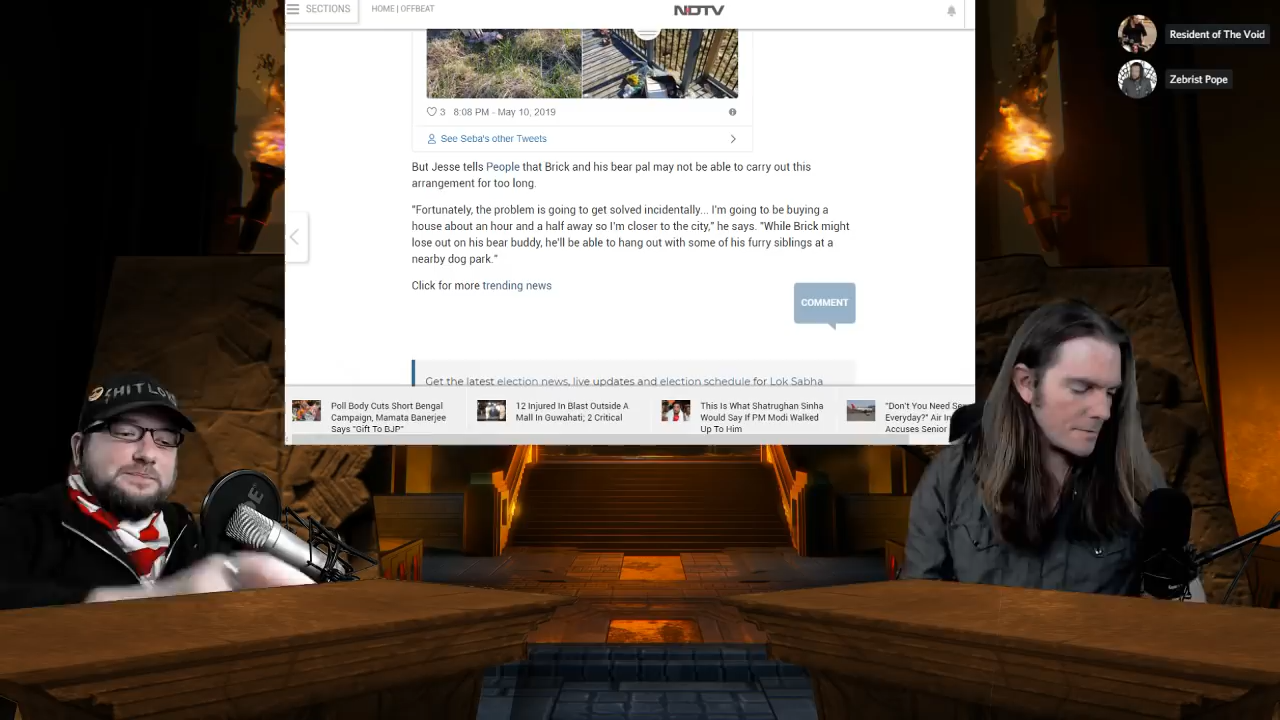 SECTIONS
HOME | OFFBEAT
NDTV
Resident of The Void
Zebrist Pope
3 8:08 PM - May 10, 2019
See Seba's other Tweets
But Jesse tells People that Brick and his bear pal may not be able to carry out this
arrangement for too long.
"Fortunately, the problem is going to get solved incidentally... I'm going to be buying a
house about an hour and a half away so I'm closer to the city," he says. "While Brick might
lose out on his bear buddy, he'll be able to hang out with some of his furry siblings at a
nearby dog park."
Click for more trending news
COMMENT
Get the latest election news, live updates and election schedule for Lok Sabha
Poll Body Cuts Short Bengal
Campaign, Mamata Banerjee
Says "Gift To BJP"
12 Injured In Blast Outside A
Mall In Guwahati; 2 Critical
This Is What Shatrughan Sinha
Would Say If PM Modi Walked
Up To Him
"Don't You Need
Everyday?" Air
Accuses Senior